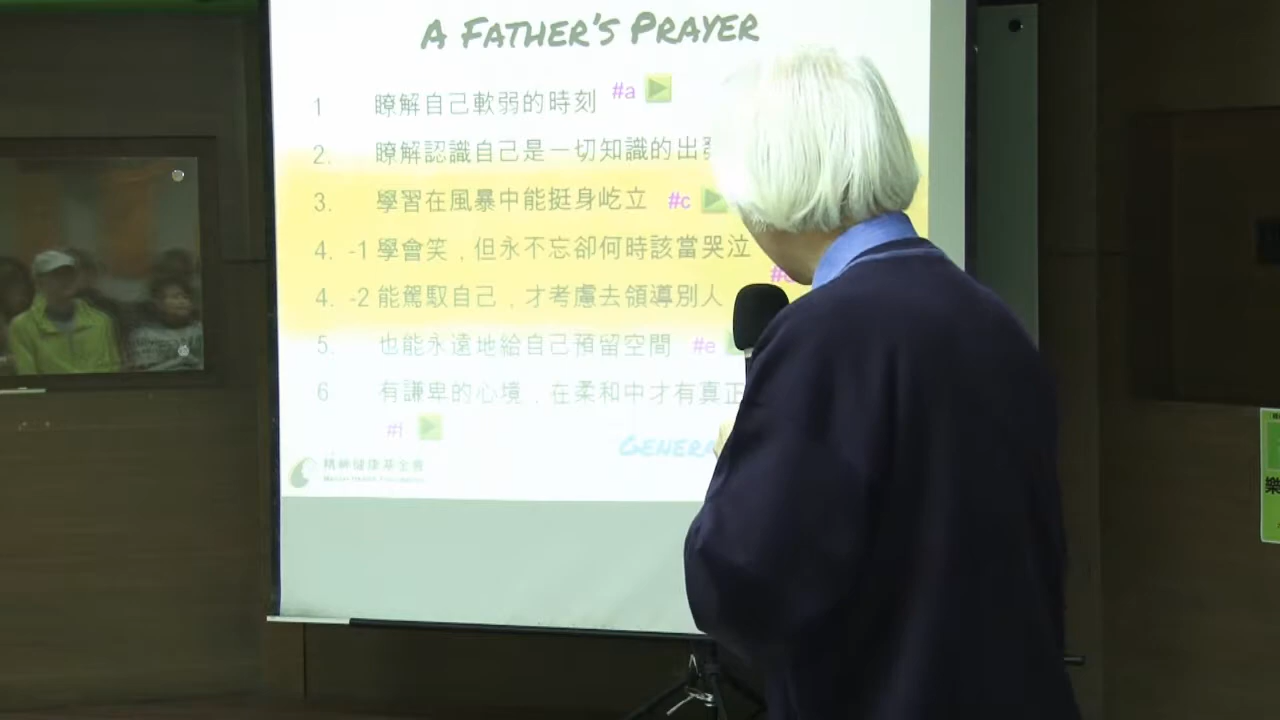 A FATHER'S PRAYER
1 瞭解自己軟弱的時刻 #a
2. 瞭解認識自己是一切知識的出發
3. 學習在風暴中能挺身屹立 #c
4. -1 學會笑，但永不忘卻何時該當哭泣
4. -2 能駕馭自己，才考慮去領導別人
5. 也能永遠地給自己預留空間 #e
6 有謙卑的心境，在柔和中才有真正
#f
GENERA
精神健康基金會
Mental Health Foundation
樂